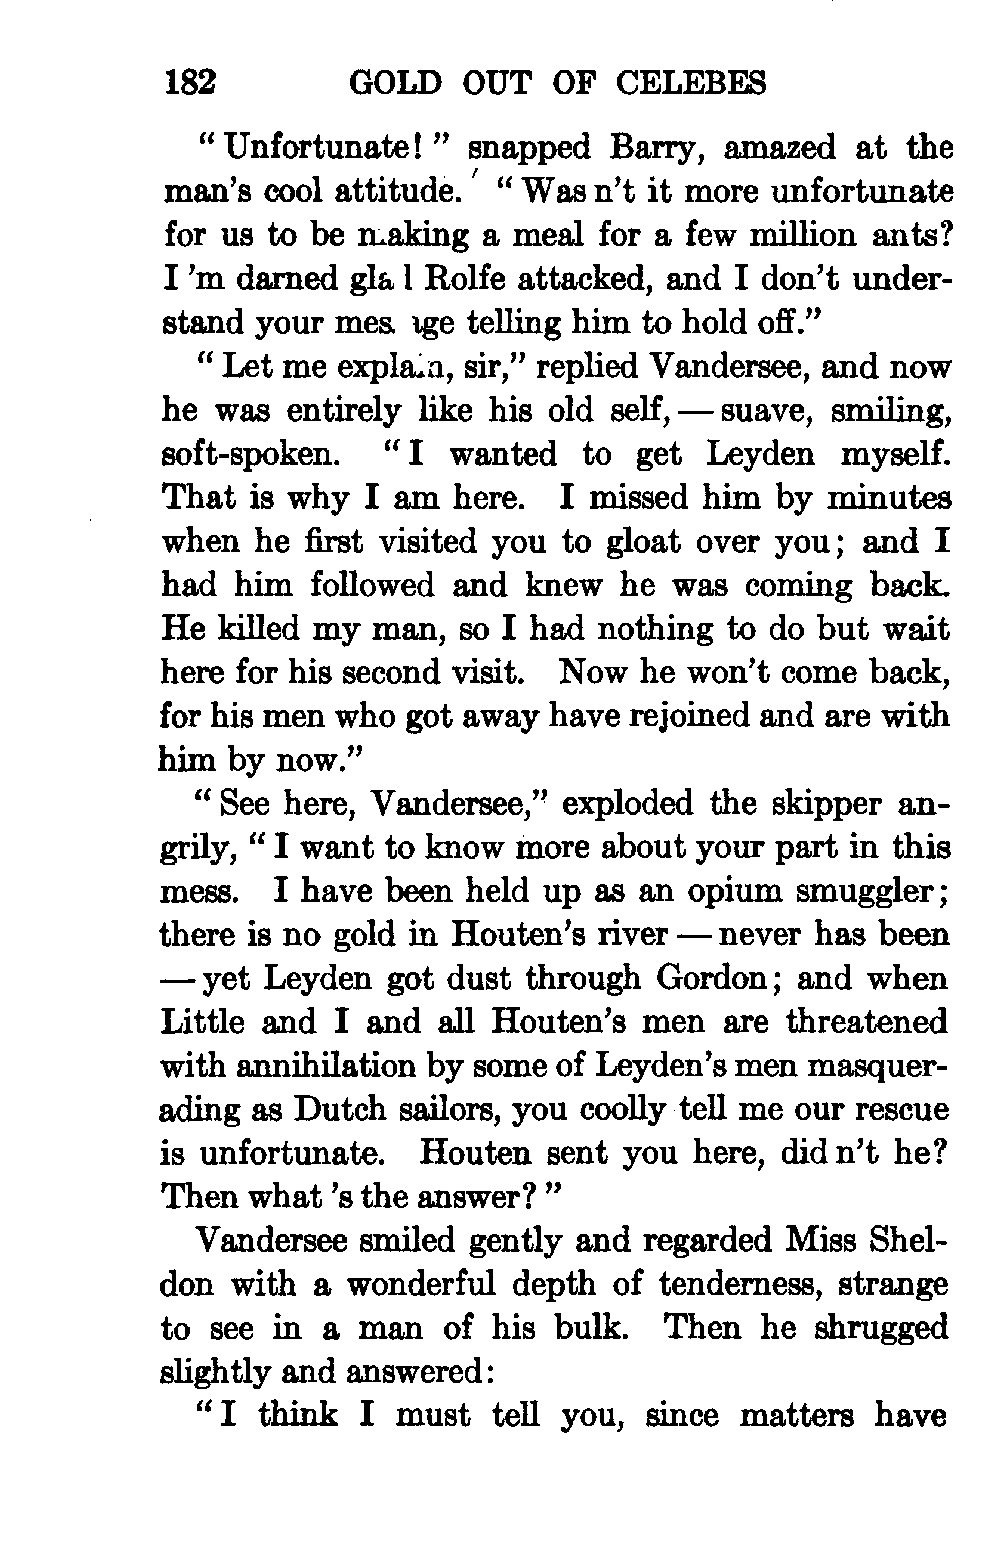 182 GOLD OUT OF CELEBES
“ Unfortunate! ” snapped Barry, amazed at the
man’s cool attitude. “ Was n’t it more unfortunate
for us to be making a meal for a few million ants?
I ’m darned glad Rolfe attacked, and I don’t under-
stand your message telling him to hold off.”
“ Let me explain, sir,” replied Vandersee, and now
he was entirely like his old self, — suave, smiling,
soft-spoken. “ I wanted to get Leyden myself.
That is why I am here. I missed him by minutes
when he first visited you to gloat over you; and I
had him followed and knew he was coming back.
He killed my man, so I had nothing to do but wait
here for his second visit. Now he won’t come back,
for his men who got away have rejoined and are with
him by now.”
“ See here, Vandersee,” exploded the skipper an-
grily, “ I want to know more about your part in this
mess. I have been held up as an opium smuggler;
there is no gold in Houten’s river — never has been
— yet Leyden got dust through Gordon; and when
Little and I and all Houten’s men are threatened
with annihilation by some of Leyden’s men masquer-
ading as Dutch sailors, you coolly tell me our rescue
is unfortunate. Houten sent you here, did n’t he?
Then what ’s the answer? ”
Vandersee smiled gently and regarded Miss Shel-
don with a wonderful depth of tenderness, strange
to see in a man of his bulk. Then he shrugged
slightly and answered:
“ I think I must tell you, since matters have